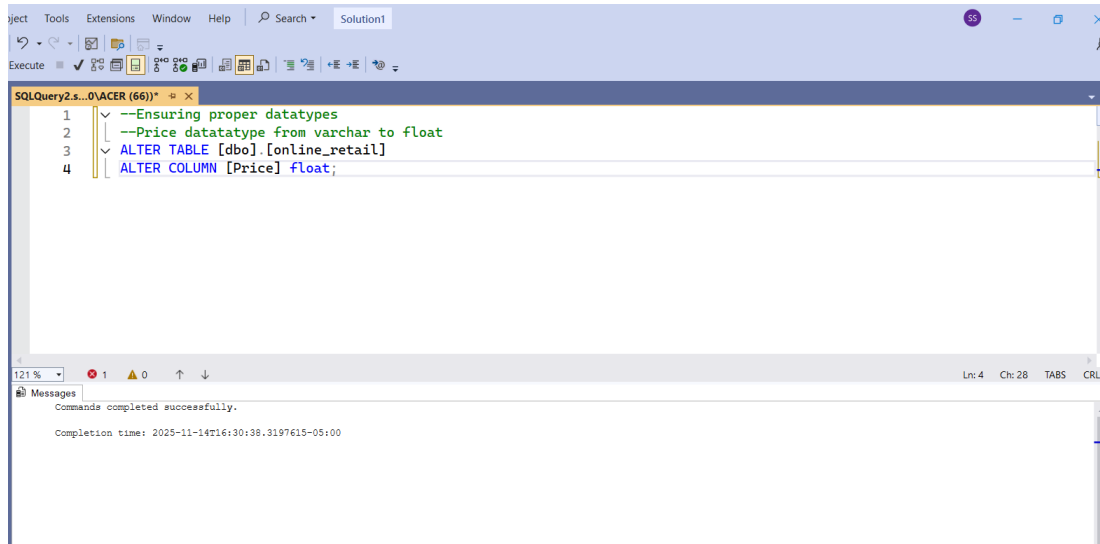 ject Tools Extensions Window Help Search Solution1 SS
Execute
SQLQuery2.s...0\ACER (66))*
1 --Ensuring proper datatypes
2 --Price datatatype from varchar to float
3 ALTER TABLE [dbo].[online_retail]
4 ALTER COLUMN [Price] float;
121 % 1 0 Ln: 4 Ch: 28 TABS CRL
Messages
Commands completed successfully.
Completion time: 2025-11-14T16:30:38.3197615-05:00